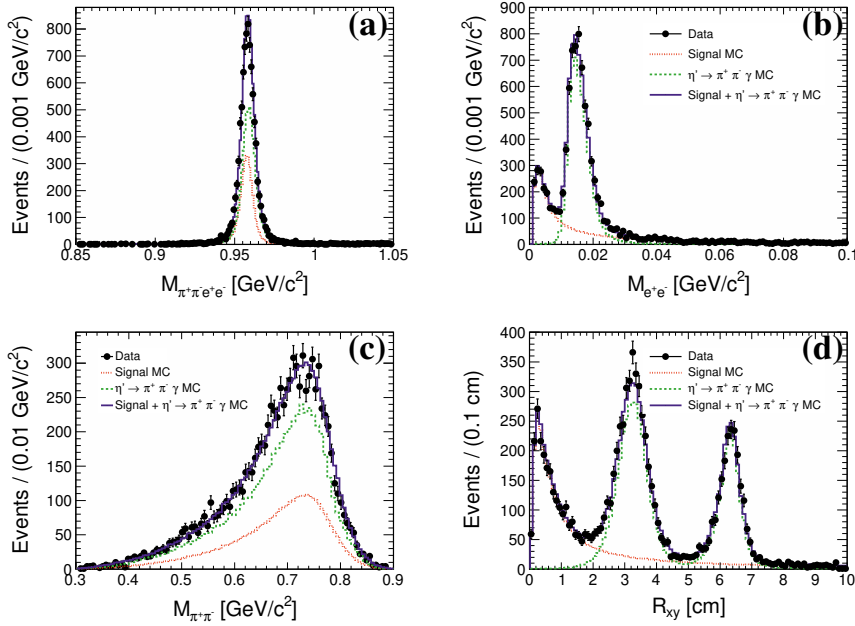 (a)
Events / (0.001 GeV/c²)
800
700
600
500
400
300
200
100
0
0.85 0.9 0.95 1 1.05
M_π⁺π⁻e⁺e⁻ [GeV/c²]
(b)
Events / (0.001 GeV/c²)
900
800
700
600
500
400
300
200
100
0
Data
Signal MC
η' → π⁺ π⁻ γ MC
Signal + η' → π⁺ π⁻ γ MC
0 0.02 0.04 0.06 0.08 0.1
M_e⁺e⁻ [GeV/c²]
(c)
Events / (0.01 GeV/c²)
300
250
200
150
100
50
0
Data
Signal MC
η' → π⁺ π⁻ γ MC
Signal + η' → π⁺ π⁻ γ MC
0.3 0.4 0.5 0.6 0.7 0.8 0.9
M_π⁺π⁻ [GeV/c²]
(d)
Events / (0.1 cm)
400
350
300
250
200
150
100
50
0
Data
Signal MC
η' → π⁺ π⁻ γ MC
Signal + η' → π⁺ π⁻ γ MC
0 1 2 3 4 5 6 7 8 9 10
R_xy [cm]